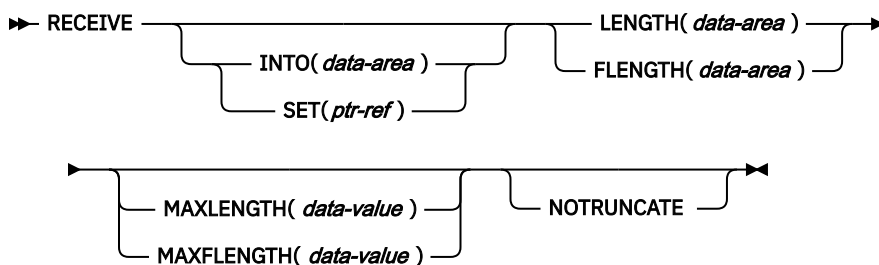 RECEIVE LENGTH( data-area )
INTO( data-area ) FLENGTH( data-area )
SET( ptr-ref )
MAXLENGTH( data-value ) NOTRUNCATE
MAXFLENGTH( data-value )